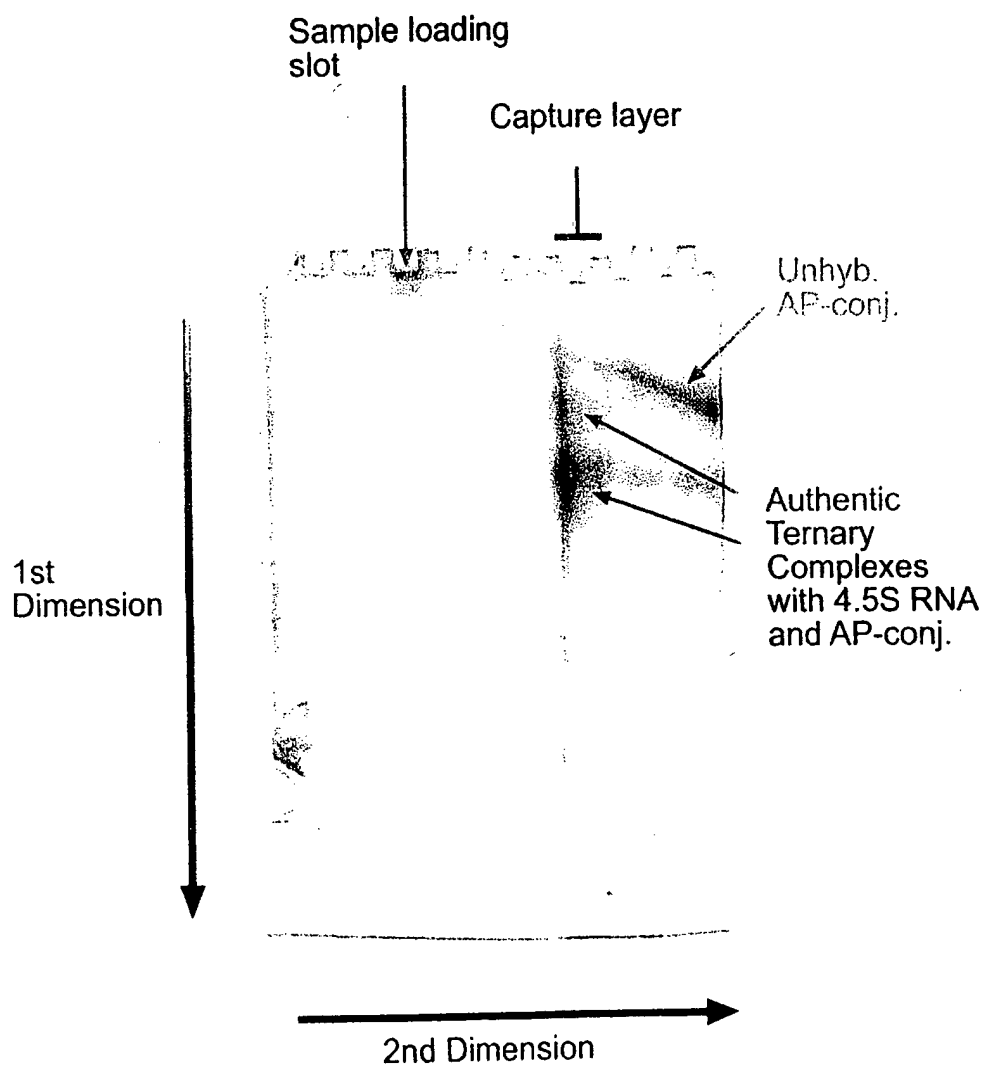 Sample loading
slot
Capture layer
Unhyb.
AP-conj.
Authentic
Ternary
Complexes
with 4.5S RNA
and AP-conj.
1st
Dimension
2nd Dimension